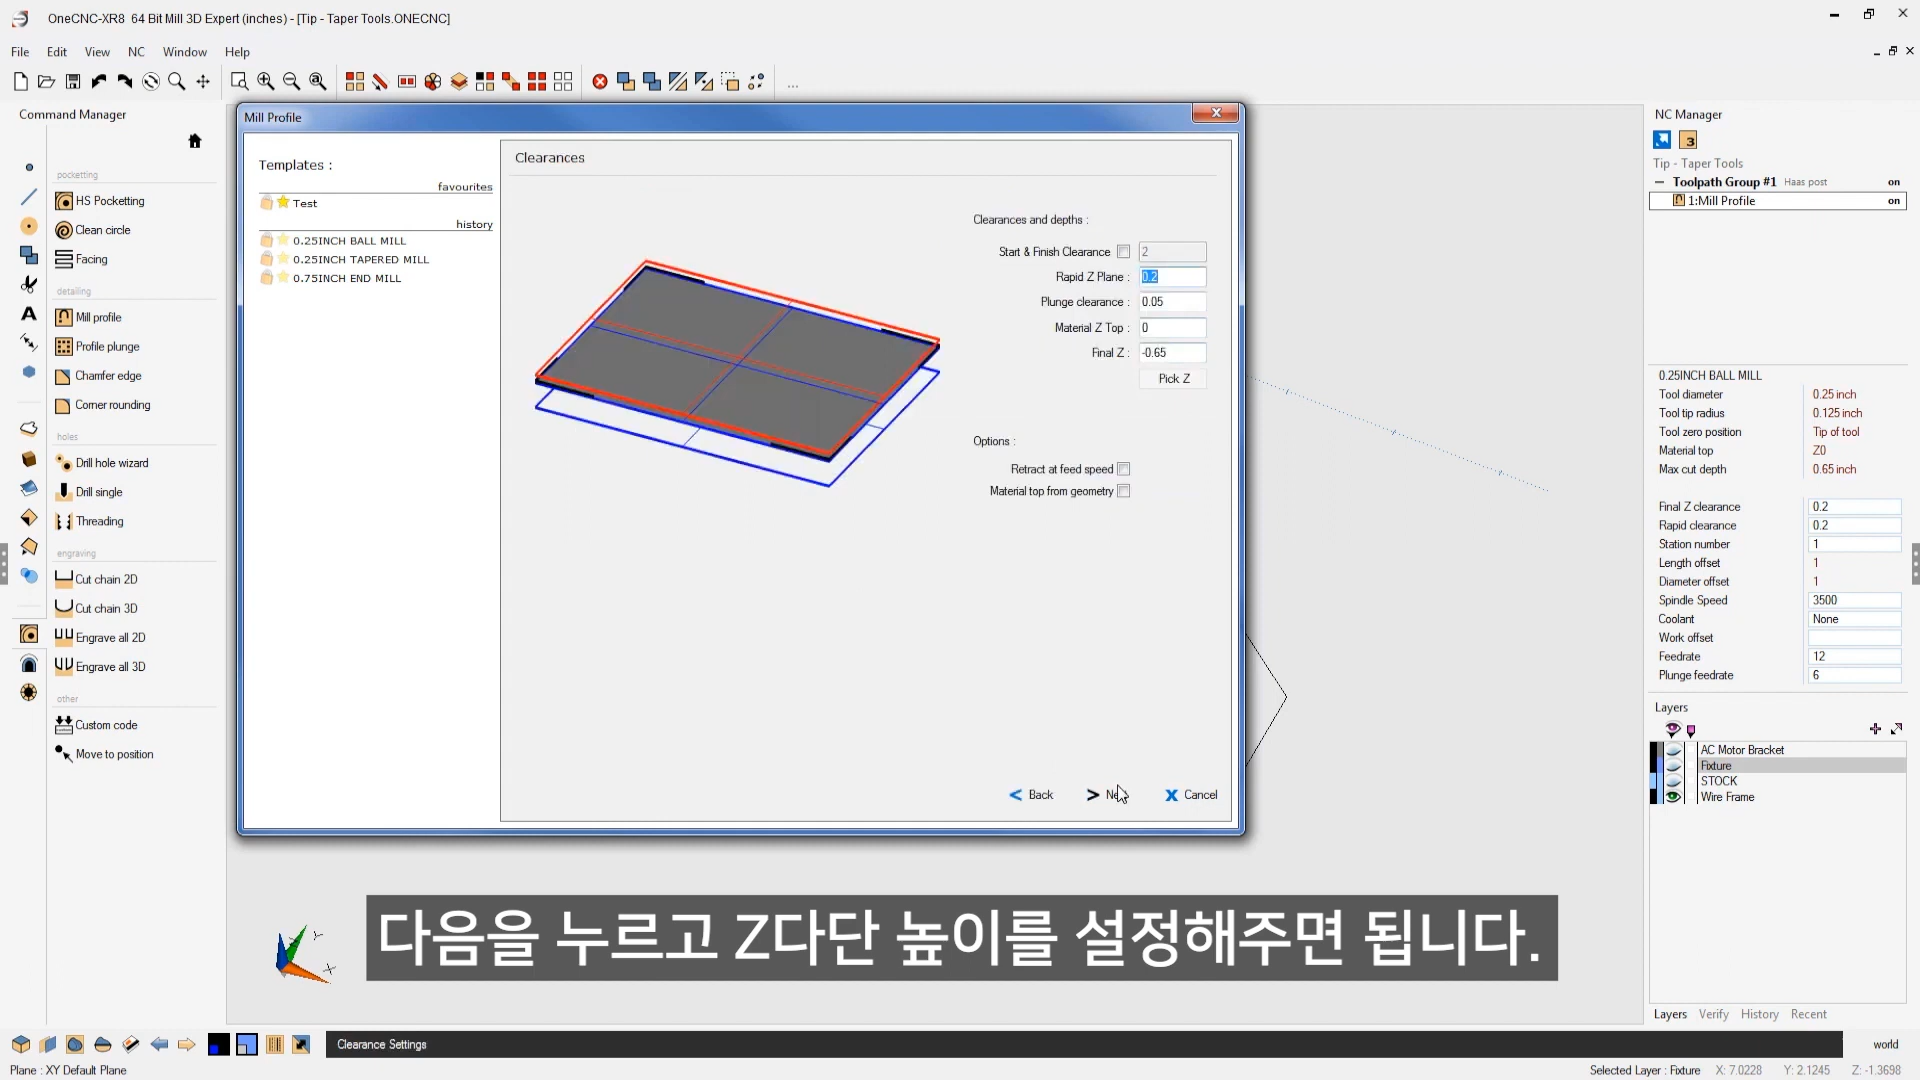 OneCNC-XR8 64 Bit Mill 3D Expert (inches) - [Tip - Taper Tools.ONECNC]
File Edit View NC Window Help
...
Command Manager
pocketting
HS Pocketting
Clean circle
Facing
detailing
Mill profile
Profile plunge
Chamfer edge
Corner rounding
holes
Drill hole wizard
Drill single
Threading
engraving
Cut chain 2D
Cut chain 3D
Engrave all 2D
Engrave all 3D
other
Custom code
Move to position
Mill Profile
Templates :
favourites
Test
history
0.25INCH BALL MILL
0.25INCH TAPERED MILL
0.75INCH END MILL
Clearances
Clearances and depths :
Start & Finish Clearance 2
Rapid Z Plane : 0.2
Plunge clearance : 0.05
Material Z Top : 0
Final Z : -0.65
Pick Z
Options :
Retract at feed speed
Material top from geometry
< Back > X Cancel
NC Manager
3
Tip - Taper Tools
Toolpath Group #1 Haas post on
1:Mill Profile on
0.25INCH BALL MILL
Tool diameter 0.25 inch
Tool tip radius 0.125 inch
Tool zero position Tip of tool
Material top Z0
Max cut depth 0.65 inch
Final Z clearance 0.2
Rapid clearance 0.2
Station number 1
Length offset 1
Diameter offset 1
Spindle Speed 3500
Coolant None
Work offset
Feedrate 12
Plunge feedrate 6
Layers
AC Motor Bracket
Fixture
STOCK
Wire Frame
Layers Verify History Recent
Y
X
다음을 누르고 Z다단 높이를 설정해주면 됩니다.
Clearance Settings
world
Plane : XY Default Plane
Selected Layer : Fixture X: 7.0228 Y: 2.1245 Z: -1.3698